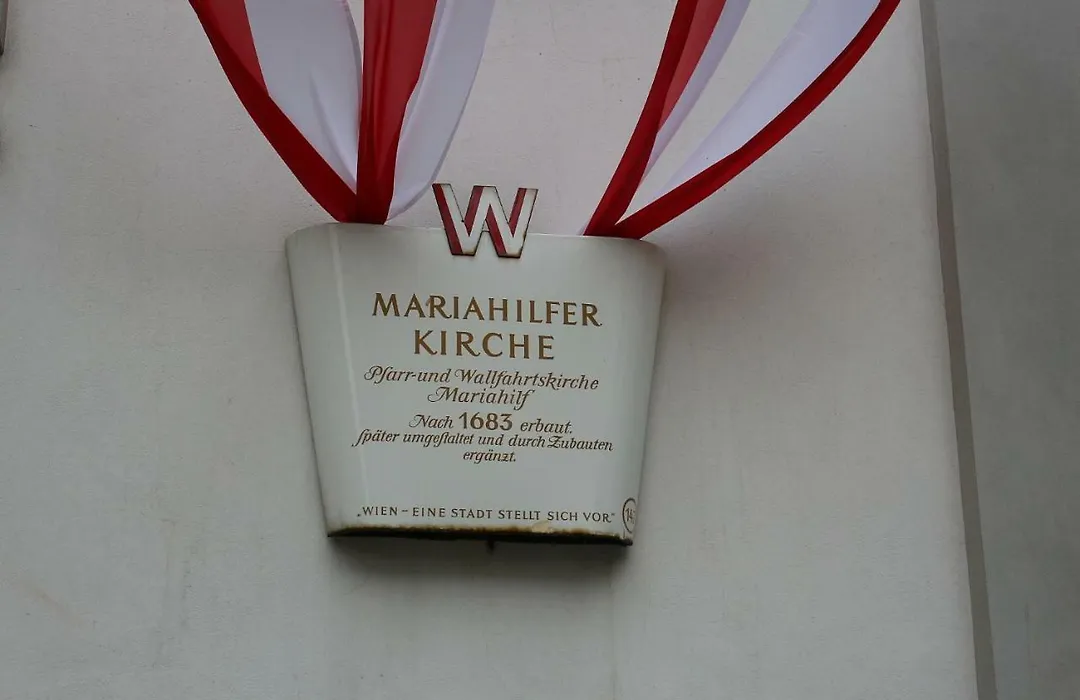 W
MARIAHILFER
KIRCHE
Pfarr-und Wallfahrtskirche
Mariahilf
Nach 1683 erbaut.
später umgestaltet und durch Zubauten
ergänzt.
„WIEN – EINE STADT STELLT SICH VOR."